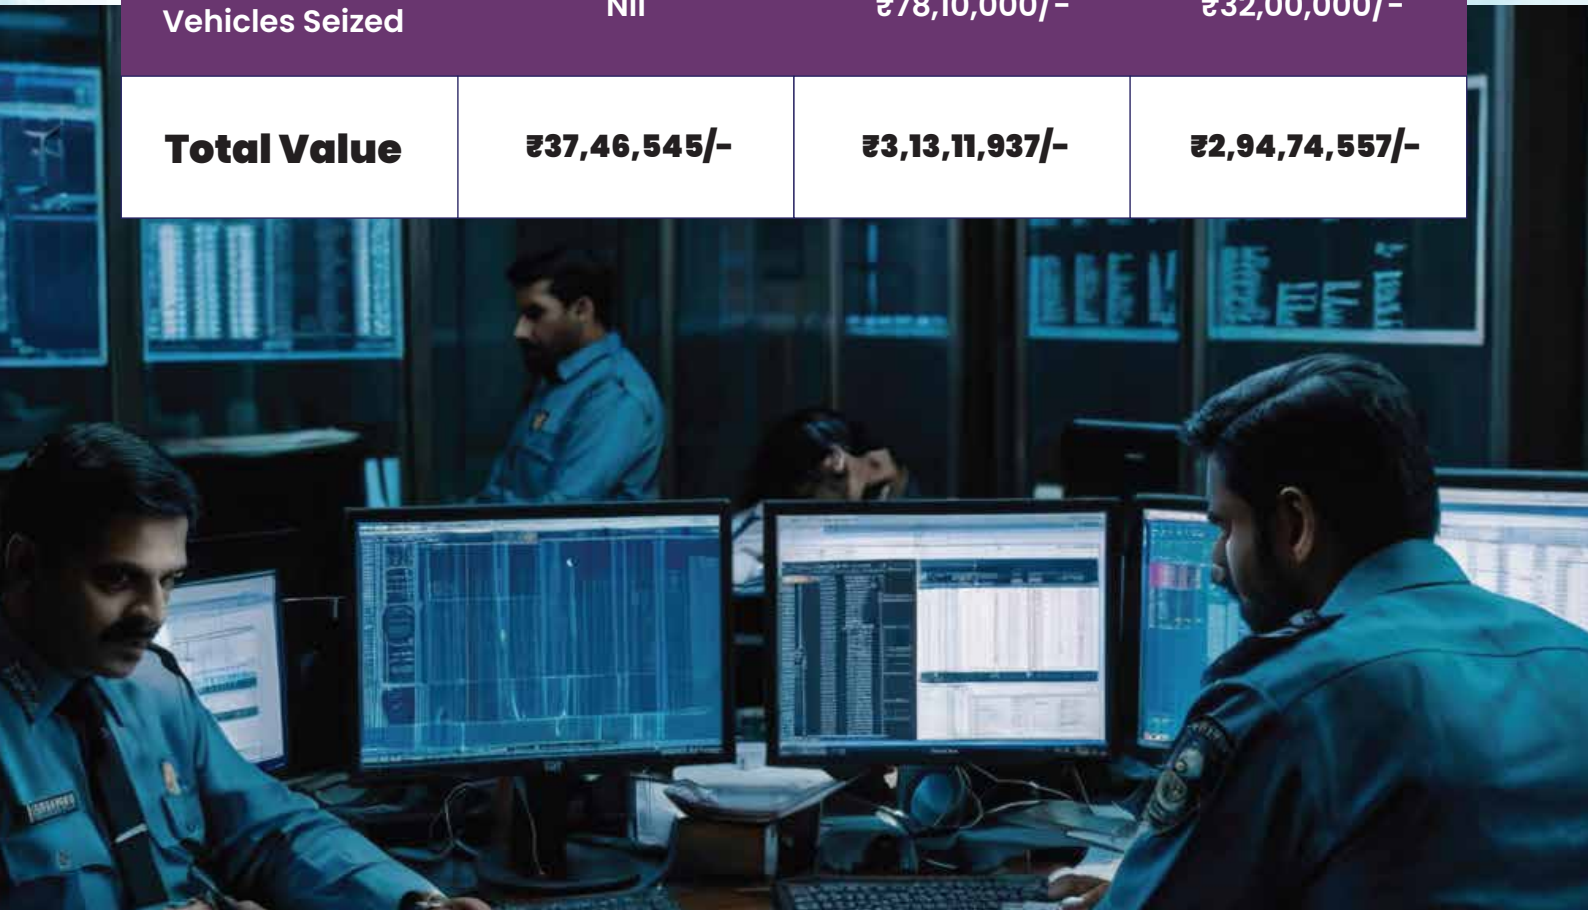 Vehicles Seized
Nil
₹78,10,000/-
₹32,00,000/-
Total Value
₹37,46,545/-
₹3,13,11,937/-
₹2,94,74,557/-